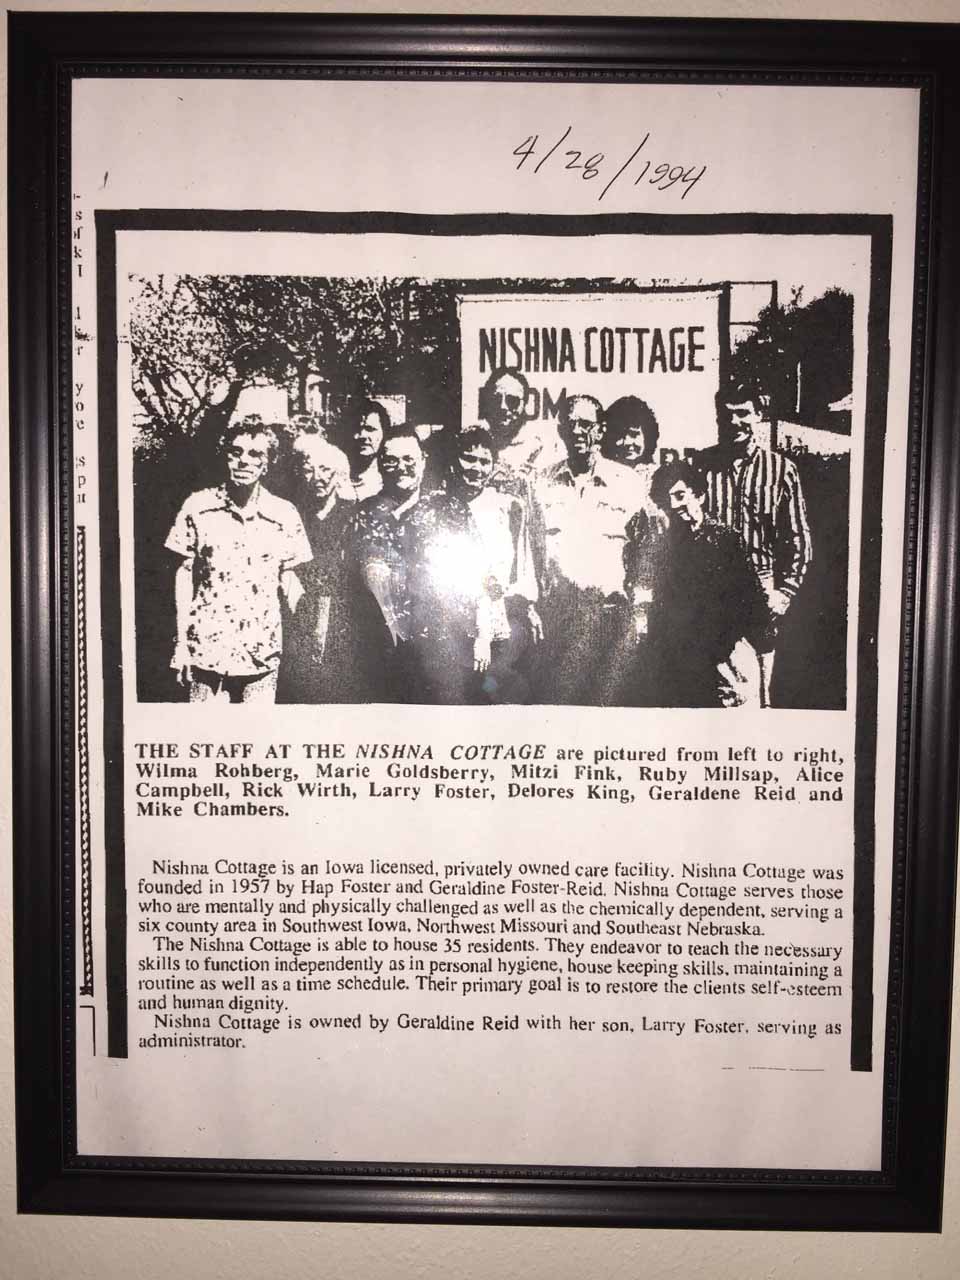 4/28/1994
NISHNA COTTAGE
OM
THE STAFF AT THE NISHNA COTTAGE are pictured from left to right,
Wilma Rohberg, Marie Goldsberry, Mitzi Fink, Ruby Millsap, Alice
Campbell, Rick Wirth, Larry Foster, Delores King, Geraldene Reid and
Mike Chambers.
Nishna Cottage is an Iowa licensed, privately owned care facility. Nishna Cottage was
founded in 1957 by Hap Foster and Geraldine Foster-Reid. Nishna Cottage serves those
who are mentally and physically challenged as well as the chemically dependent, serving a
six county area in Southwest Iowa, Northwest Missouri and Southeast Nebraska.
The Nishna Cottage is able to house 35 residents. They endeavor to teach the necessary
skills to function independently as in personal hygiene, house keeping skills, maintaining a
routine as well as a time schedule. Their primary goal is to restore the clients self-esteem
and human dignity.
Nishna Cottage is owned by Geraldine Reid with her son, Larry Foster, serving as
administrator.